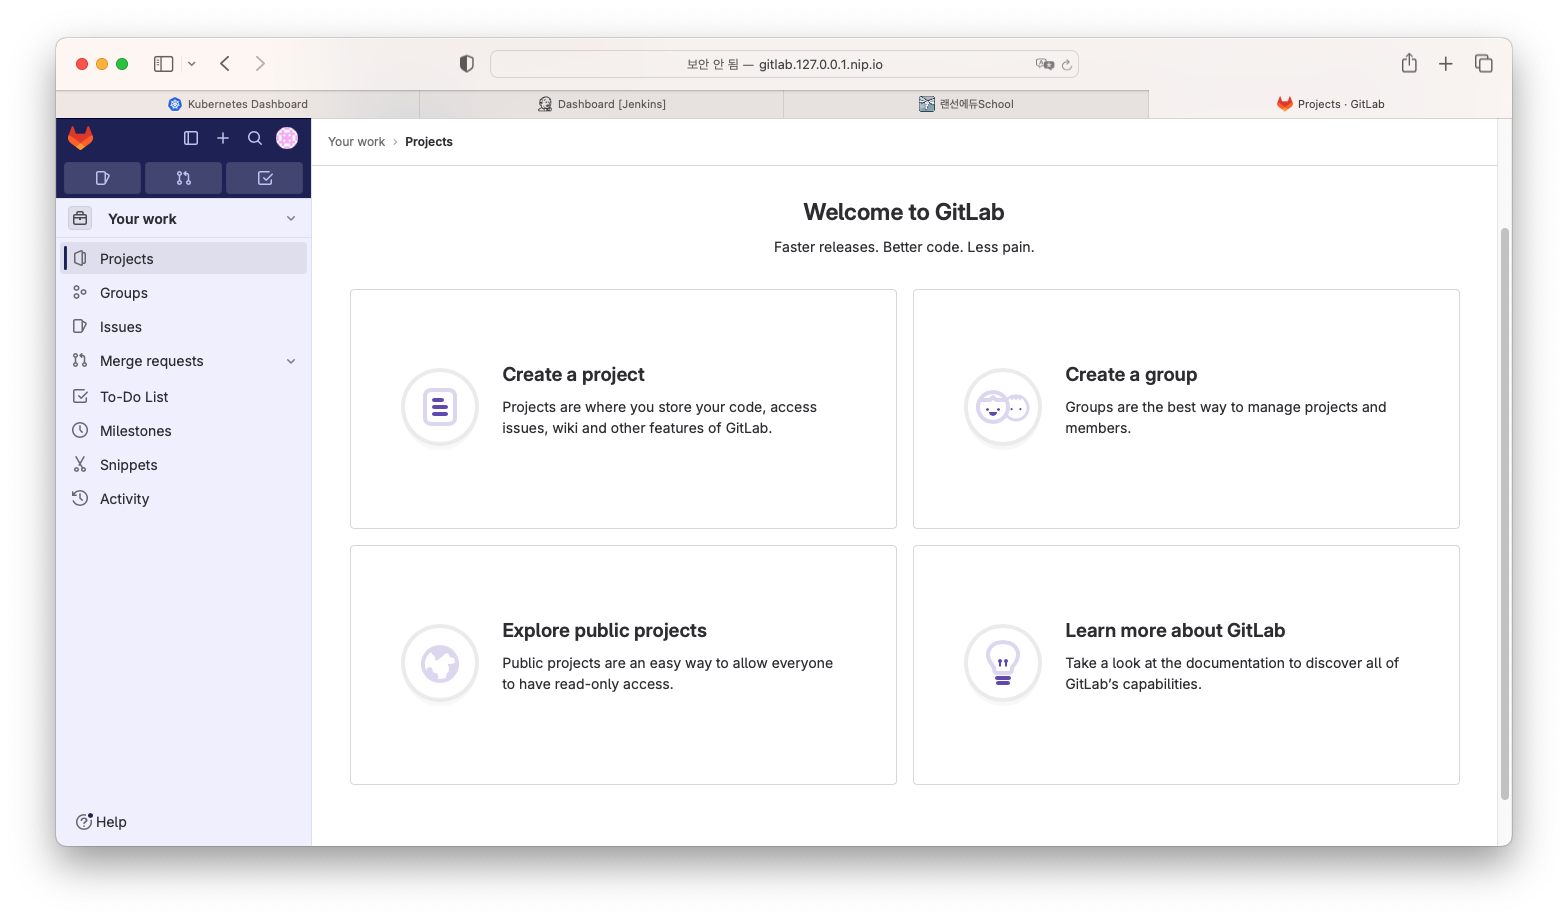 보안 안 됨 — gitlab.127.0.0.1.nip.io
Kubernetes Dashboard
Dashboard [Jenkins]
랜선에듀School
Projects · GitLab
Your work › Projects
Your work
Projects
Groups
Issues
Merge requests
To-Do List
Milestones
Snippets
Activity
Help
Welcome to GitLab
Faster releases. Better code. Less pain.
Create a project
Projects are where you store your code, access
issues, wiki and other features of GitLab.
Create a group
Groups are the best way to manage projects and
members.
Explore public projects
Public projects are an easy way to allow everyone
to have read-only access.
Learn more about GitLab
Take a look at the documentation to discover all of
GitLab’s capabilities.